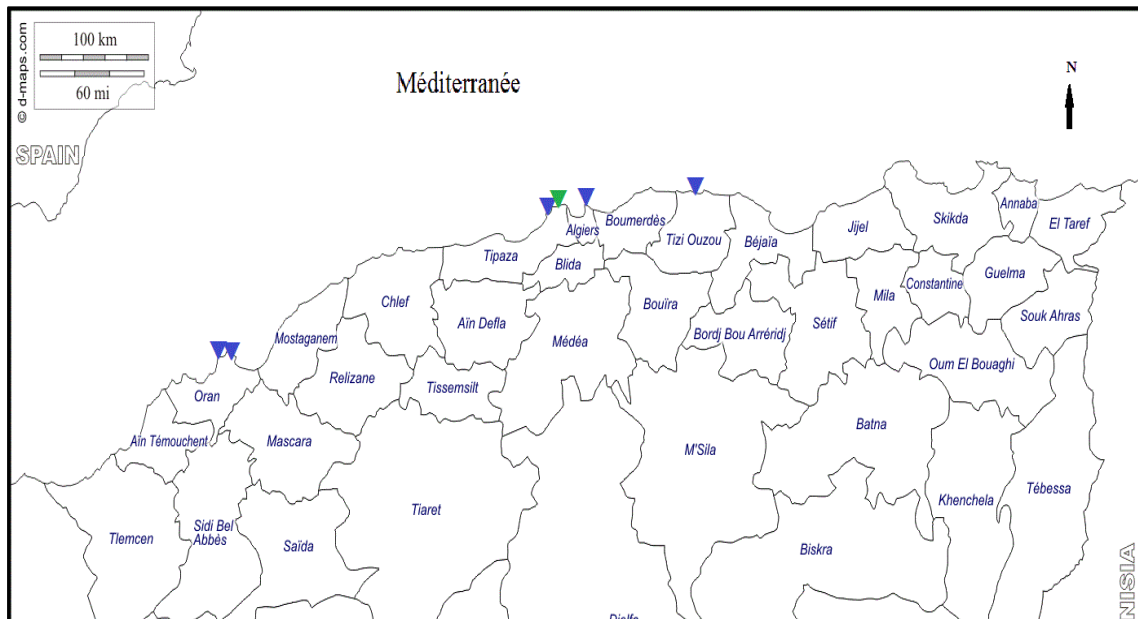 100 km
60 mi
© d-maps.com
Méditerranée
N
SPAIN
Annaba
Skikda
El Taref
Jijel
Boumerdès
Algiers
Tizi Ouzou
Béjaïa
Tipaza
Blida
Guelma
Constantine
Mila
Chlef
Bouïra
Souk Ahras
Aïn Defla
Sétif
Mostaganem
Médéa
Bordj Bou Arréridj
Oum El Bouaghi
Relizane
Tissemsilt
Oran
Batna
Aïn Témouchent
Mascara
M'Sila
Tébessa
Khenchela
Tiaret
Sidi Bel
Abbès
Tlemcen
Saïda
Biskra
NISIA